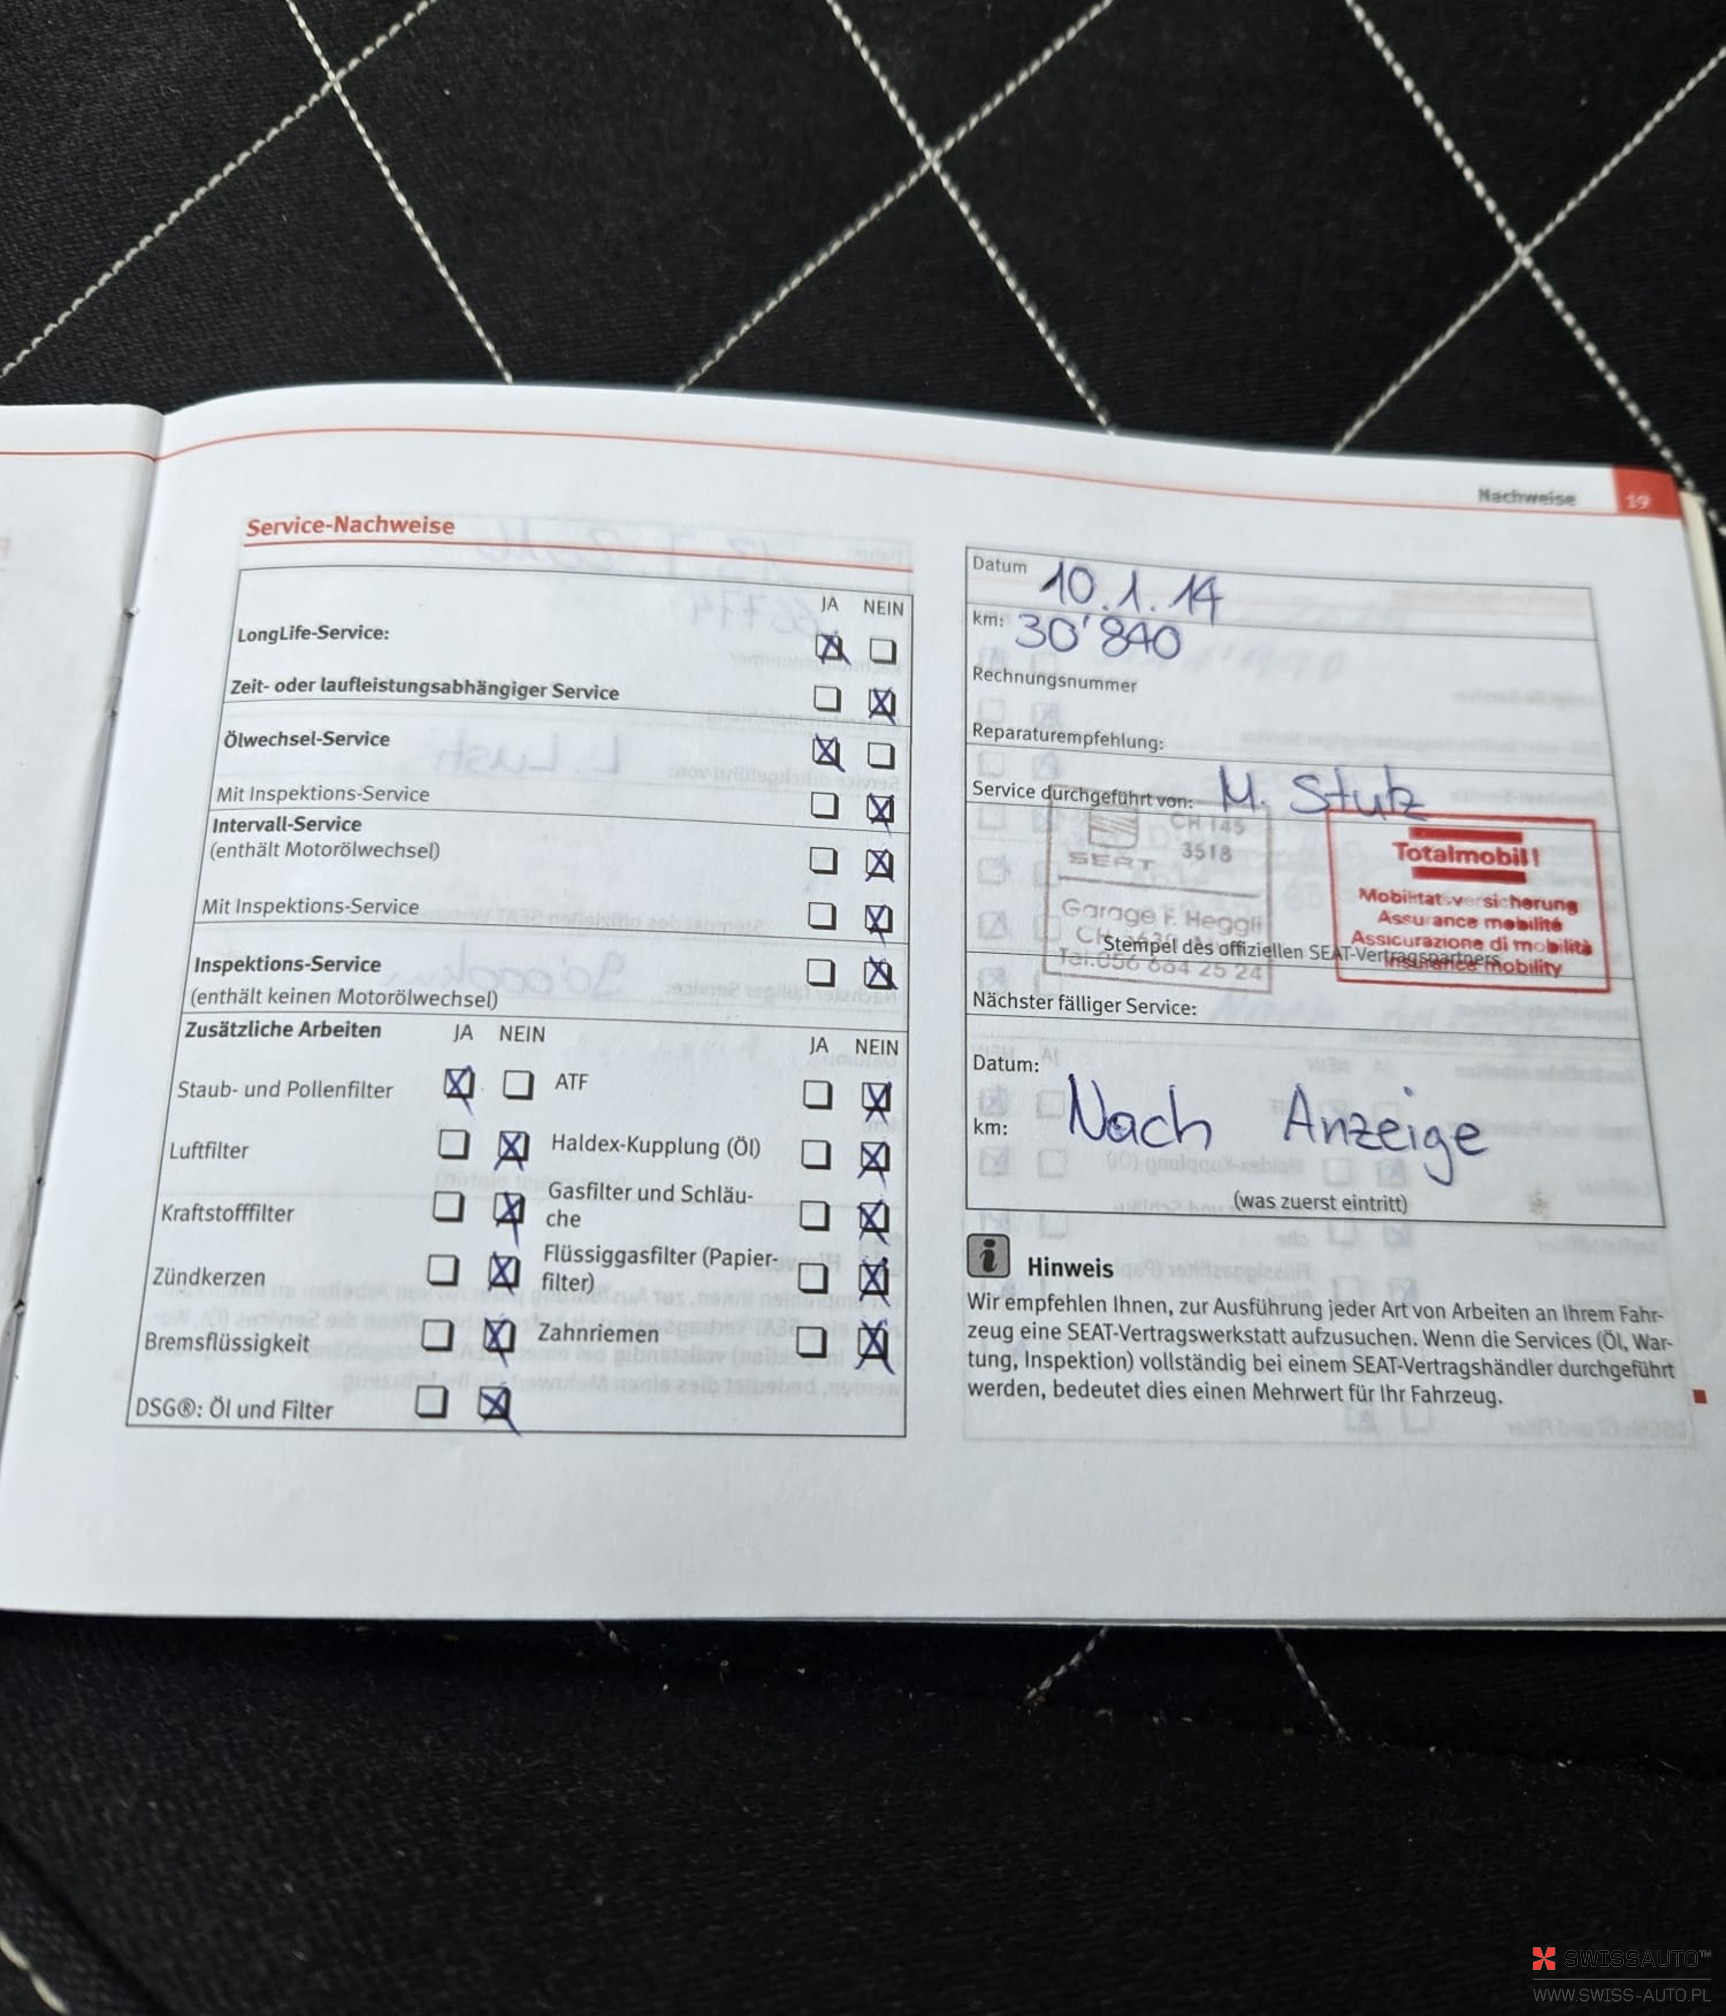 Nachweise 19
Service-Nachweise
JA NEIN
LongLife-Service:
Zeit- oder laufleistungsabhängiger Service
Ölwechsel-Service
Mit Inspektions-Service
Intervall-Service
(enthält Motorölwechsel)
Mit Inspektions-Service
Inspektions-Service
(enthält keinen Motorölwechsel)
Zusätzliche Arbeiten JA NEIN JA NEIN
Staub- und Pollenfilter ATF
Luftfilter Haldex-Kupplung (Öl)
Kraftstofffilter Gasfilter und Schläu-
che
Zündkerzen Flüssiggasfilter (Papier-
filter)
Bremsflüssigkeit Zahnriemen
DSG®: Öl und Filter
Datum 10.1.14
km: 30'840
Rechnungsnummer
Reparaturempfehlung:
Service durchgeführt von: M. Stutz
CH 145
SEAT 3518
Garage F. Heggli
CH
Tel.056 664 25 24
Totalmobil!
Mobilitatsversicherung
Assurance mobilité
Assicurazione di mobilità
Insurance mobility
Stempel des offiziellen SEAT-Vertragspartners
Nächster fälliger Service:
Datum:
km: Nach Anzeige
(was zuerst eintritt)
i Hinweis
Wir empfehlen Ihnen, zur Ausführung jeder Art von Arbeiten an Ihrem Fahr-
zeug eine SEAT-Vertragswerkstatt aufzusuchen. Wenn die Services (Öl, War-
tung, Inspektion) vollständig bei einem SEAT-Vertragshändler durchgeführt
werden, bedeutet dies einen Mehrwert für Ihr Fahrzeug.
SWISSAUTO™
WWW.SWISS-AUTO.PL